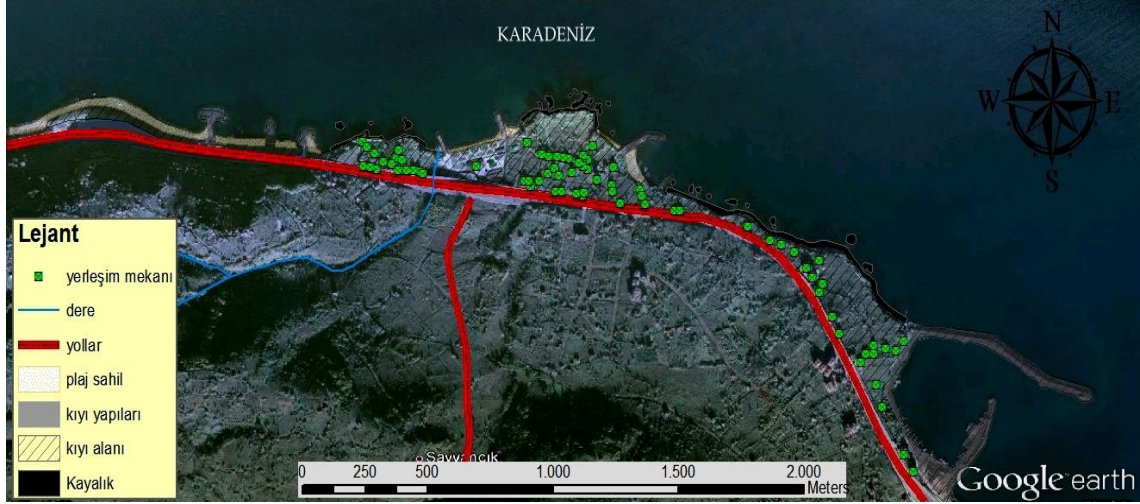 KARADENİZ
N
W E
S
Lejant
yerleşim mekanı
dere
yollar
plaj sahil
kıyı yapıları
kıyı alanı
Kayalık
Sayvancık
0 250 500 1.000 1.500 2.000
Meters
Google earth